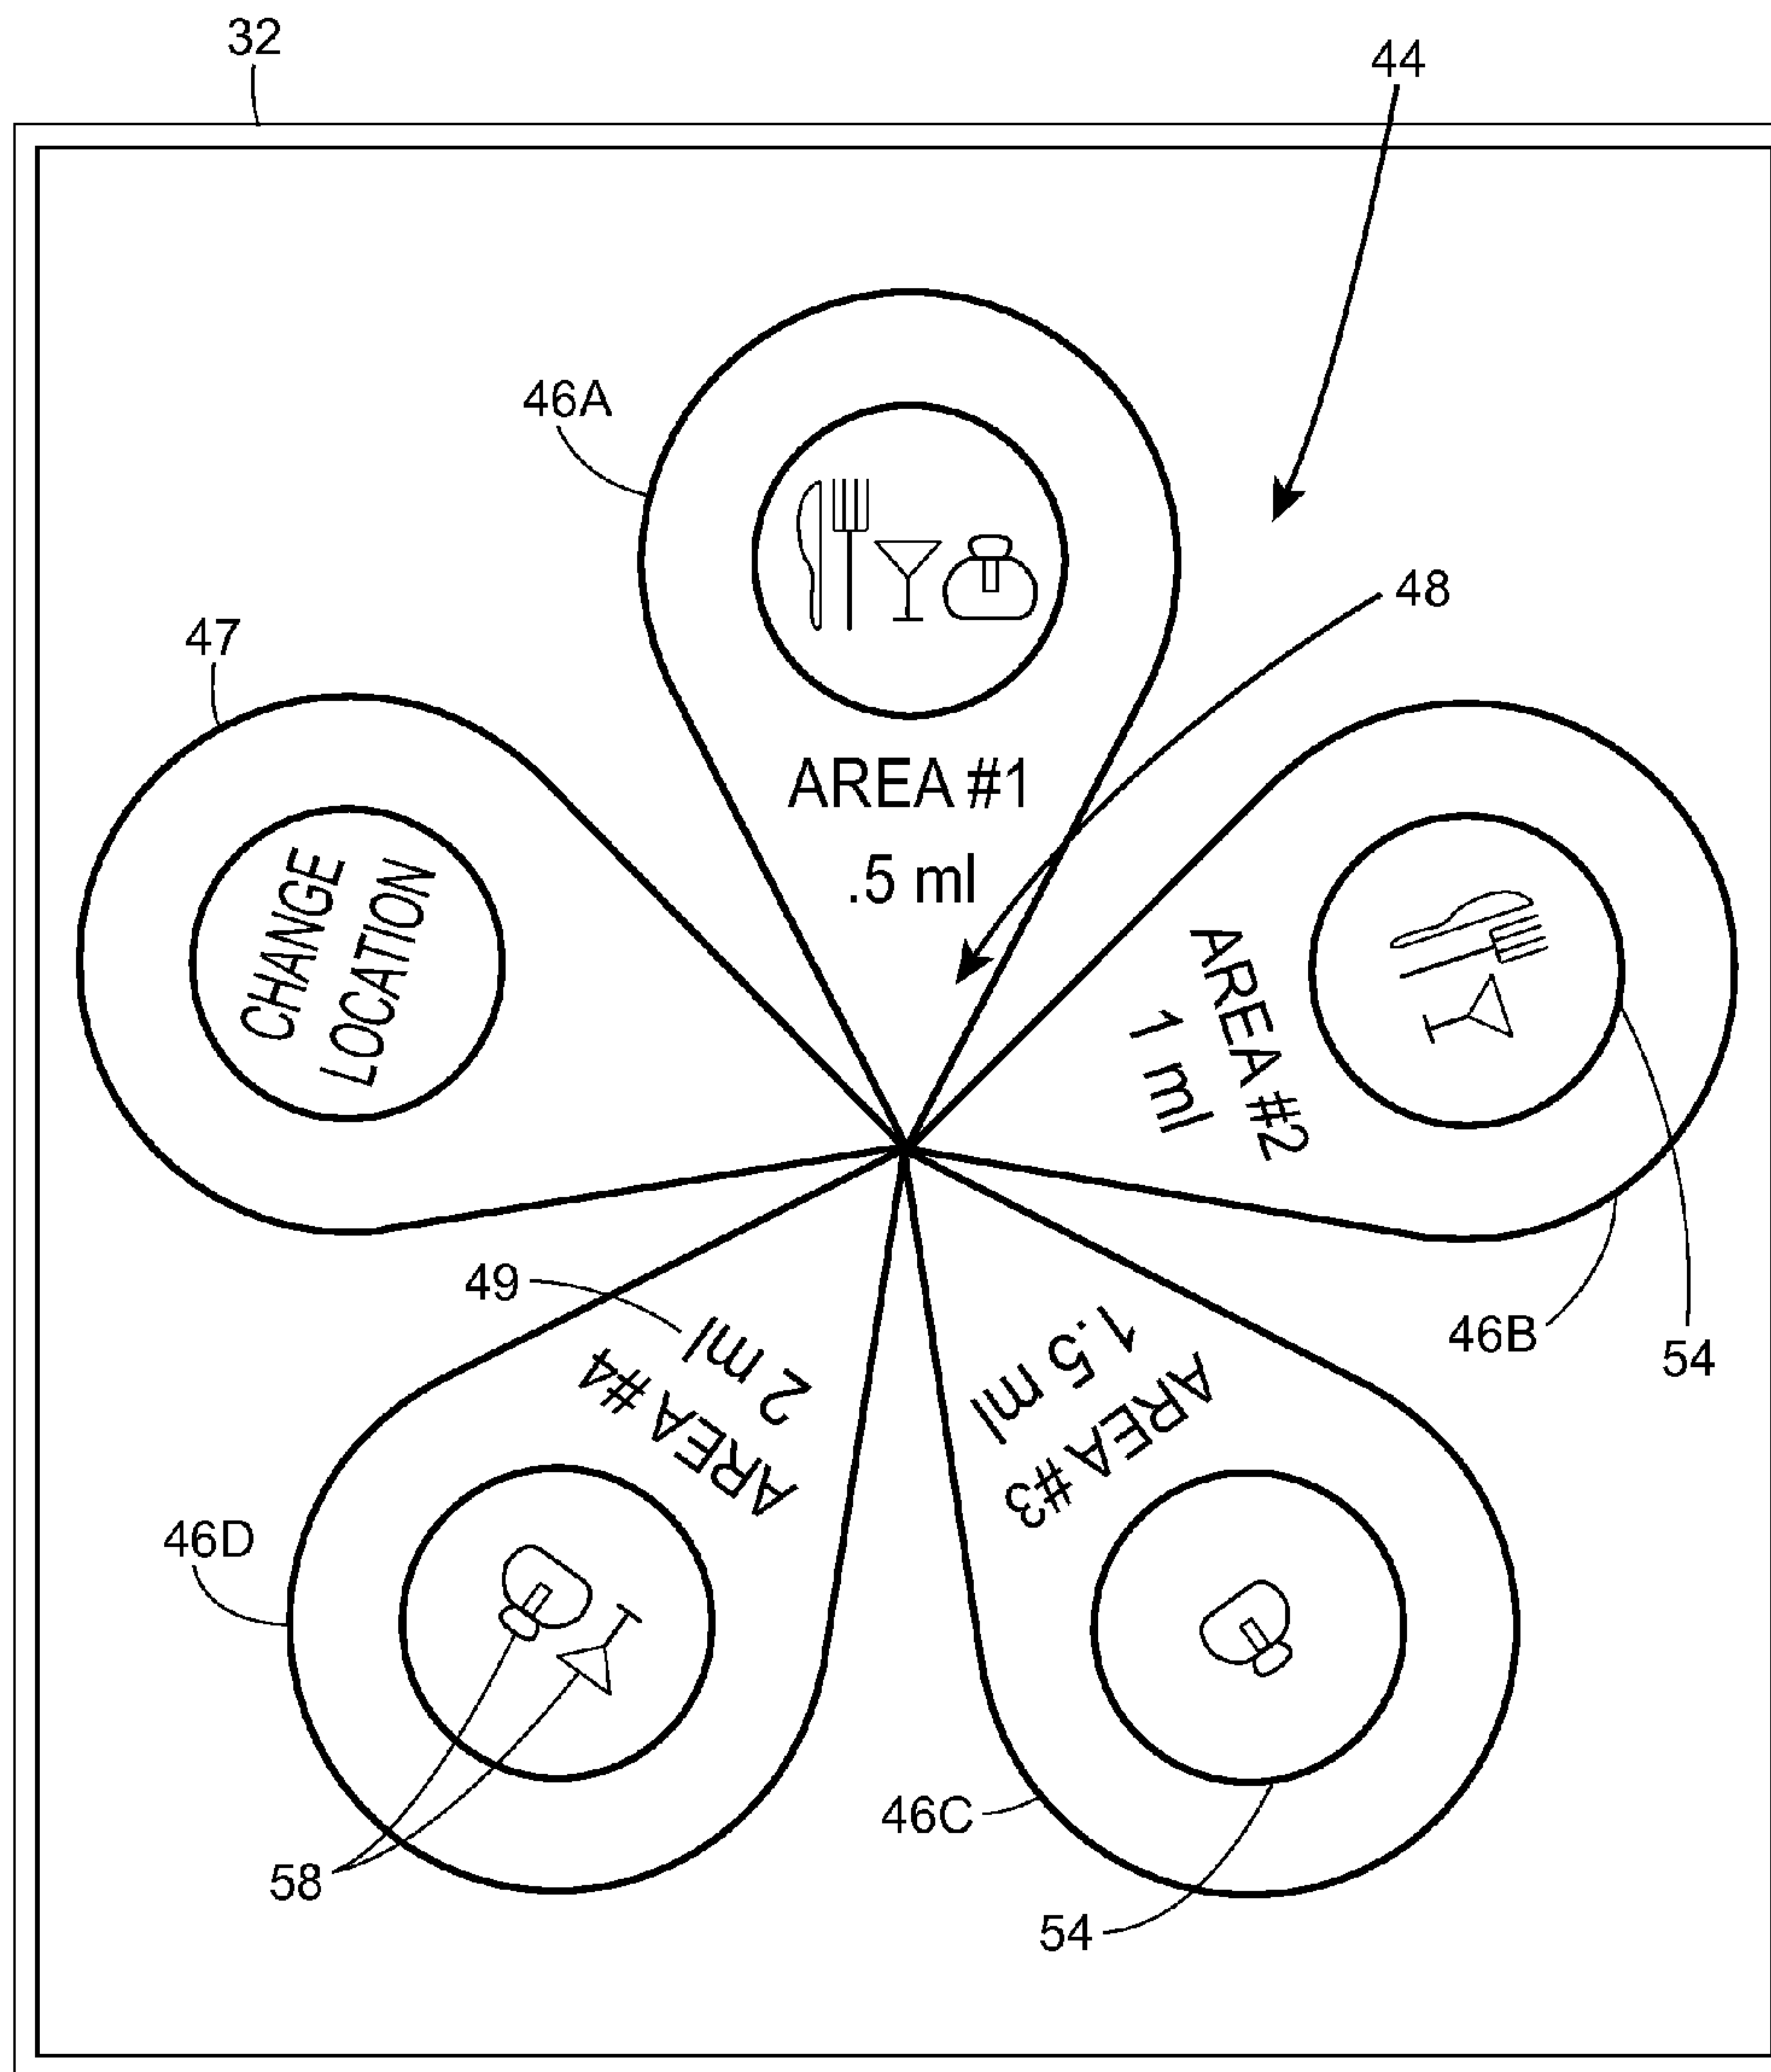 32
44
46A
48
47
AREA #1
.5 ml
CHANGE
LOCATION
AREA #2
1 ml
49
46B
54
2 ml
AREA #4
1.5 ml
AREA #3
46D
46C
58
54